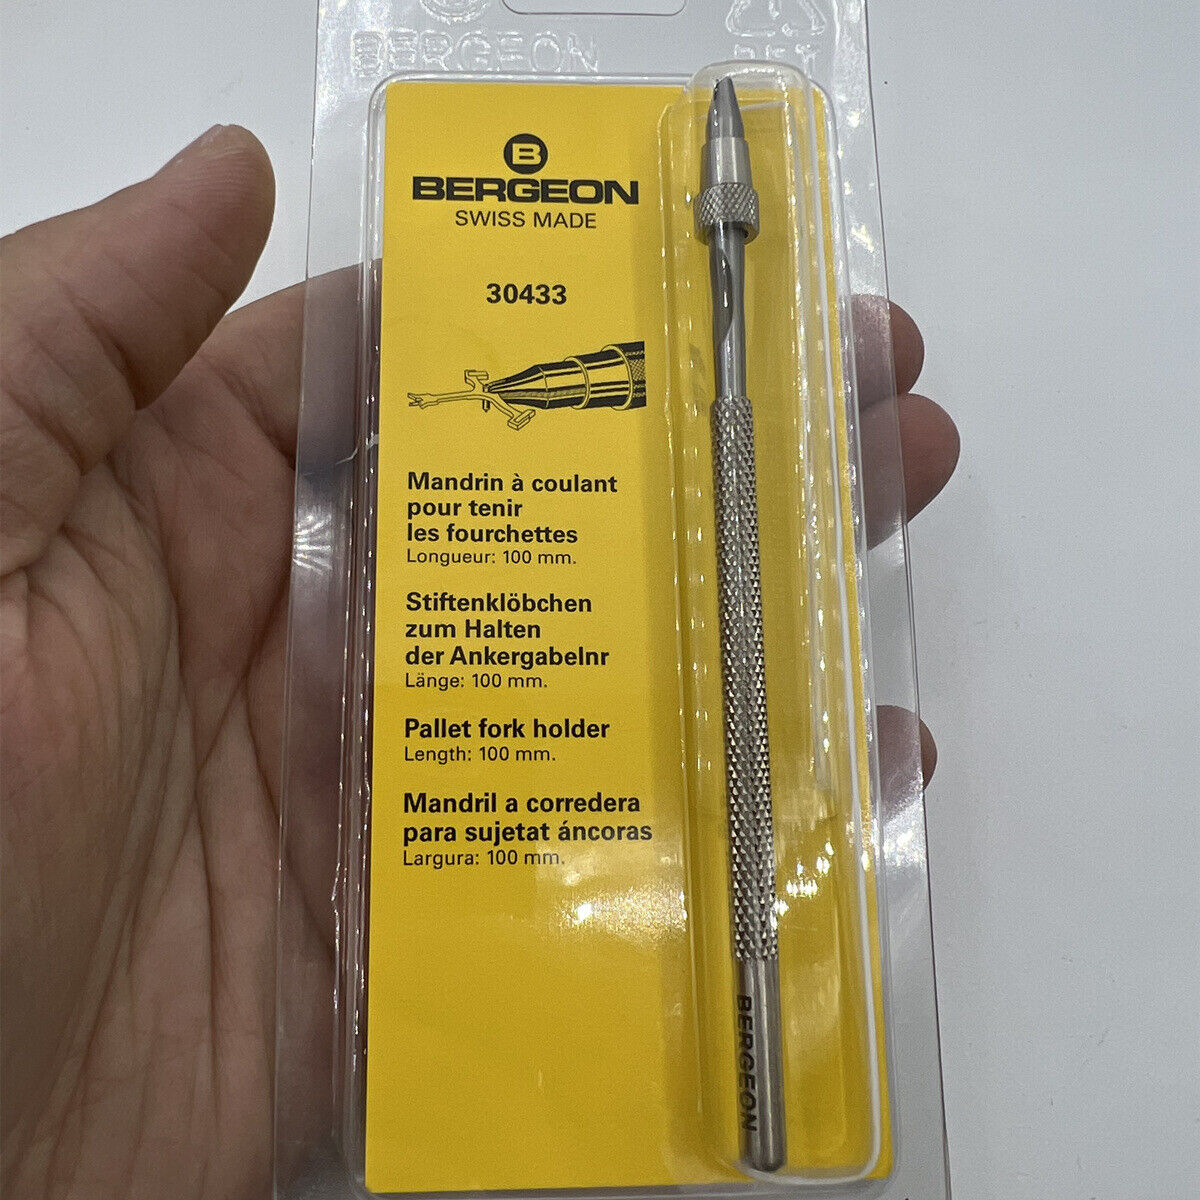 BERGEON
PET
B
BERGEON
SWISS MADE
30433
Mandrin à coulant
pour tenir
les fourchettes
Longueur: 100 mm.
Stiftenklöbchen
zum Halten
der Ankergabelnr
Länge: 100 mm.
Pallet fork holder
Length: 100 mm.
Mandril a corredera
para sujetat áncoras
Largura: 100 mm.
BERGEON